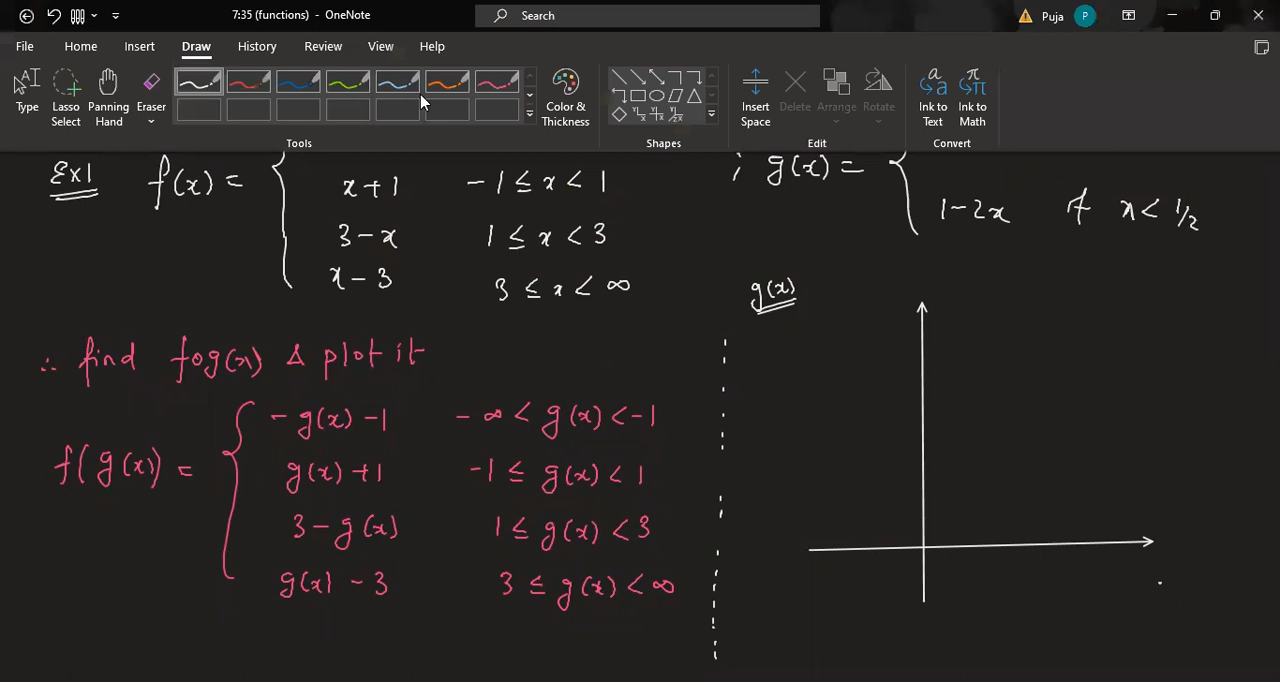 7:35 (functions) - OneNote
Search
Puja P
File Home Insert Draw History Review View Help
Type Lasso Select Panning Hand Eraser Color & Thickness Insert Space Delete Arrange Rotate Ink to Text Ink to Math
Tools Shapes Edit Convert
Ex1 f(x) = ; g(x) =
x + 1 -1 ≤ x < 1
3 - x 1 ≤ x < 3
x - 3 3 ≤ x < ∞
1 - 2x if x < 1/2
g(x)
∴ find fog(x) & plot it
f(g(x)) =
- g(x) - 1 - ∞ < g(x) < -1
g(x) + 1 -1 ≤ g(x) < 1
3 - g(x) 1 ≤ g(x) < 3
g(x) - 3 3 ≤ g(x) < ∞